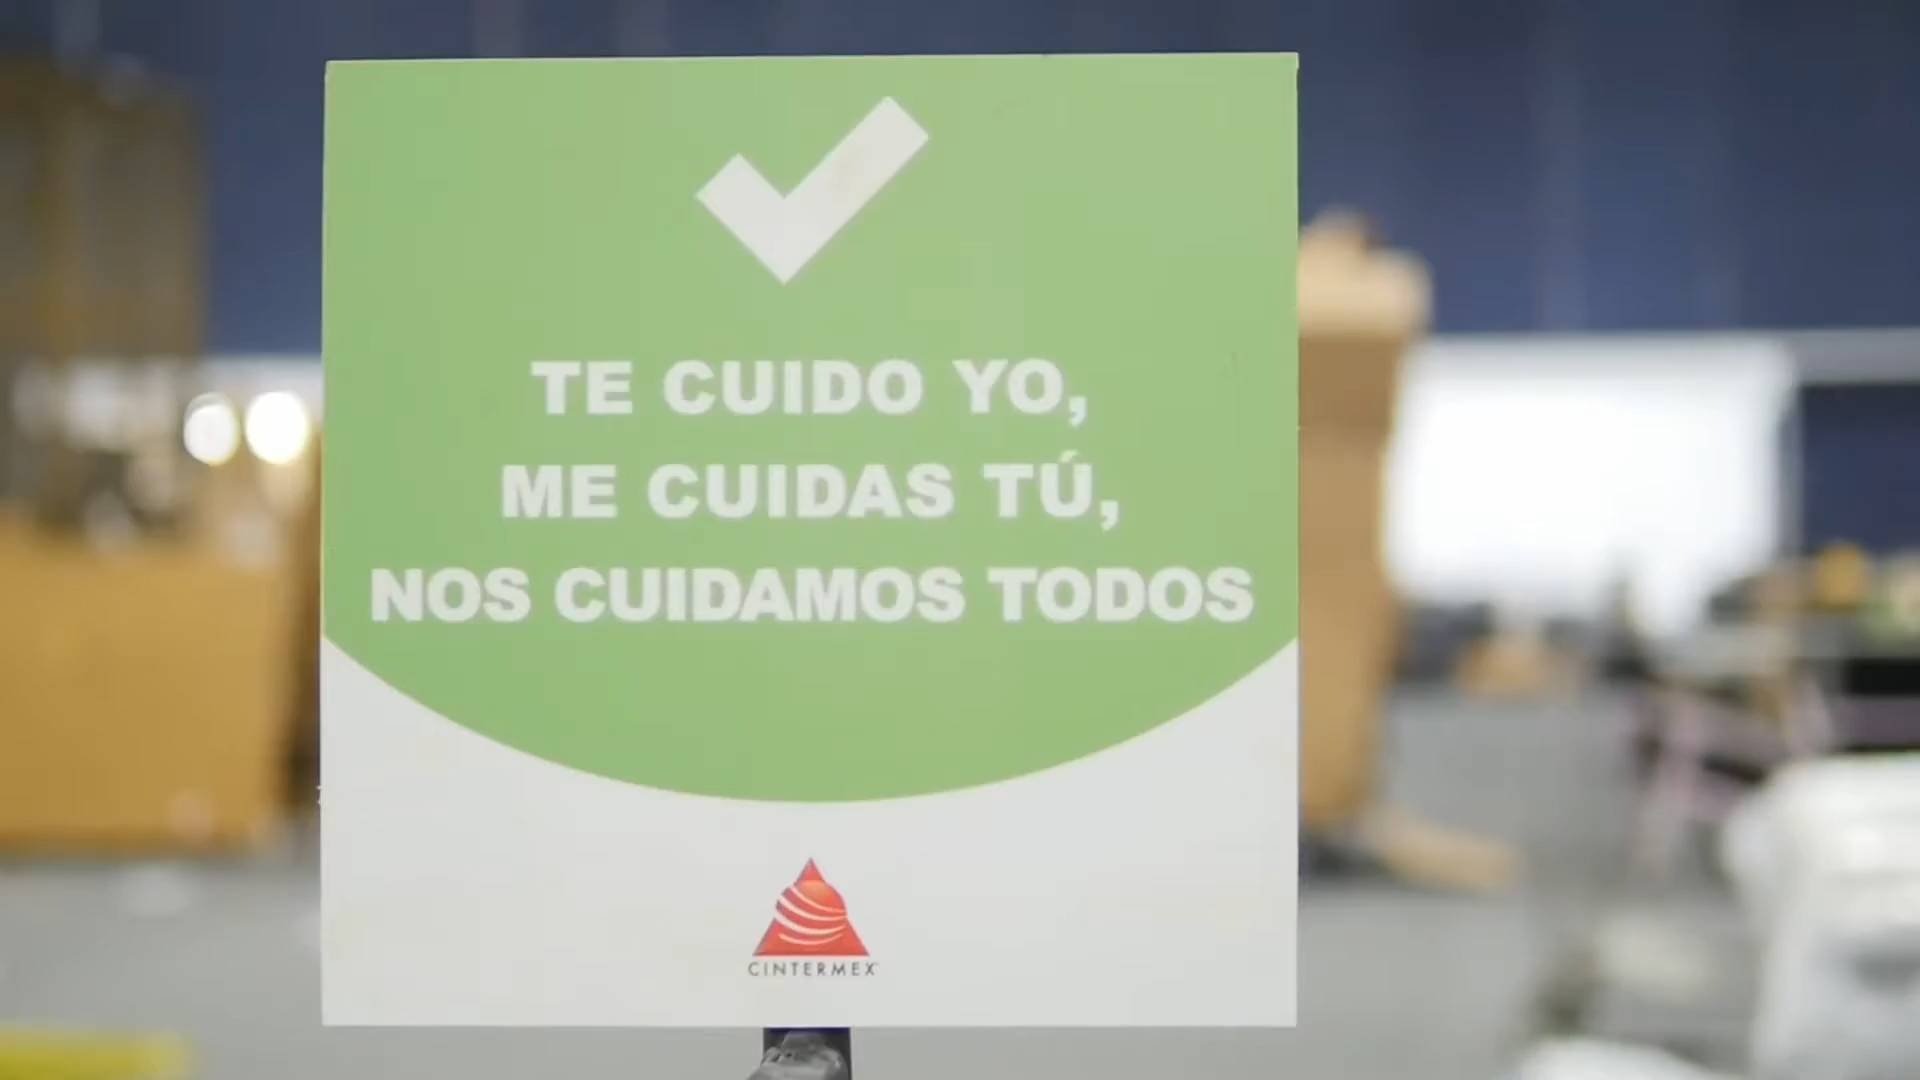 TE CUIDO YO,
ME CUIDAS TÚ,
NOS CUIDAMOS TODOS
CINTERMEX